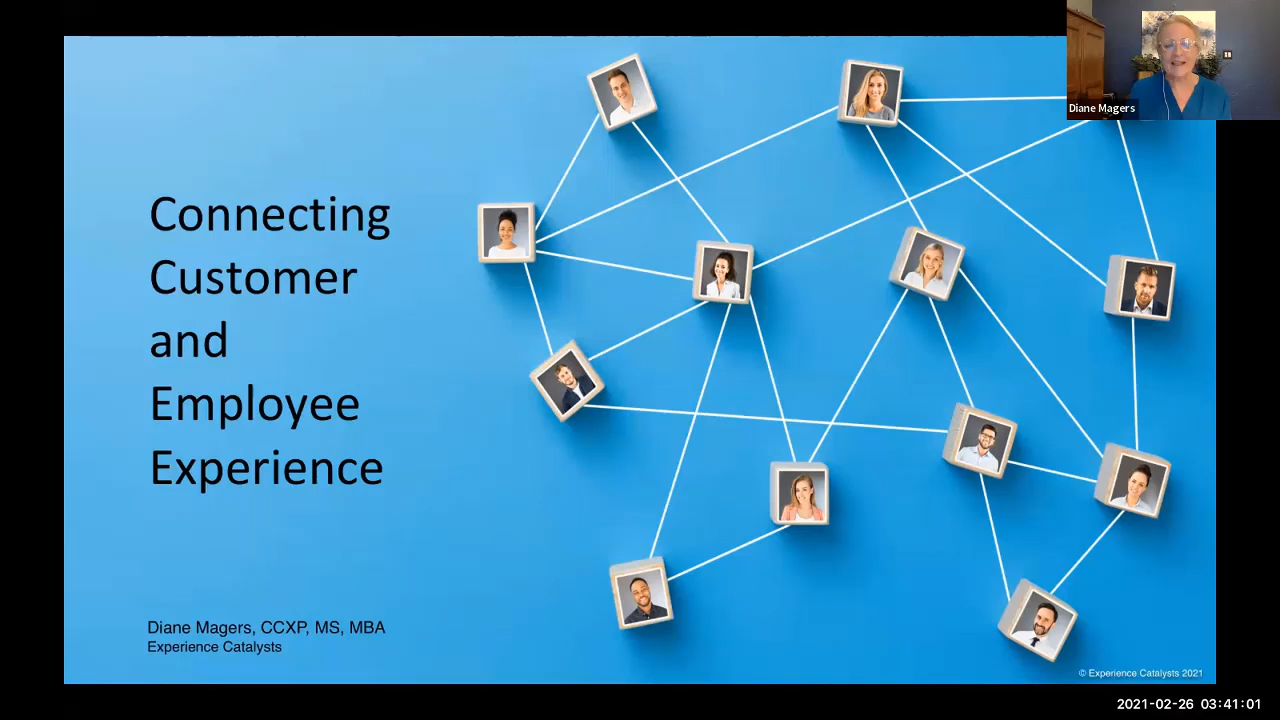 Diane Magers
Connecting
Customer
and
Employee
Experience
Diane Magers, CCXP, MS, MBA
Experience Catalysts
© Experience Catalysts 2021
2021-02-26 03:41:01